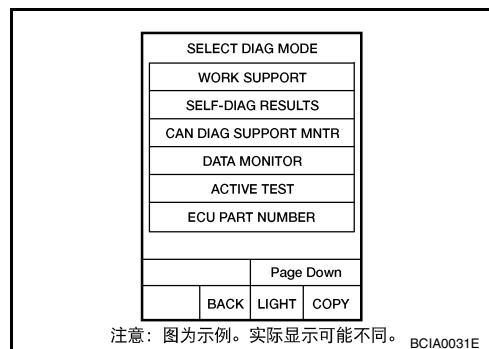 SELECT DIAG MODE
WORK SUPPORT
SELF-DIAG RESULTS
CAN DIAG SUPPORT MNTR
DATA MONITOR
ACTIVE TEST
ECU PART NUMBER
Page Down
BACK LIGHT COPY
注意：图为示例。实际显示可能不同。
BCIA0031E